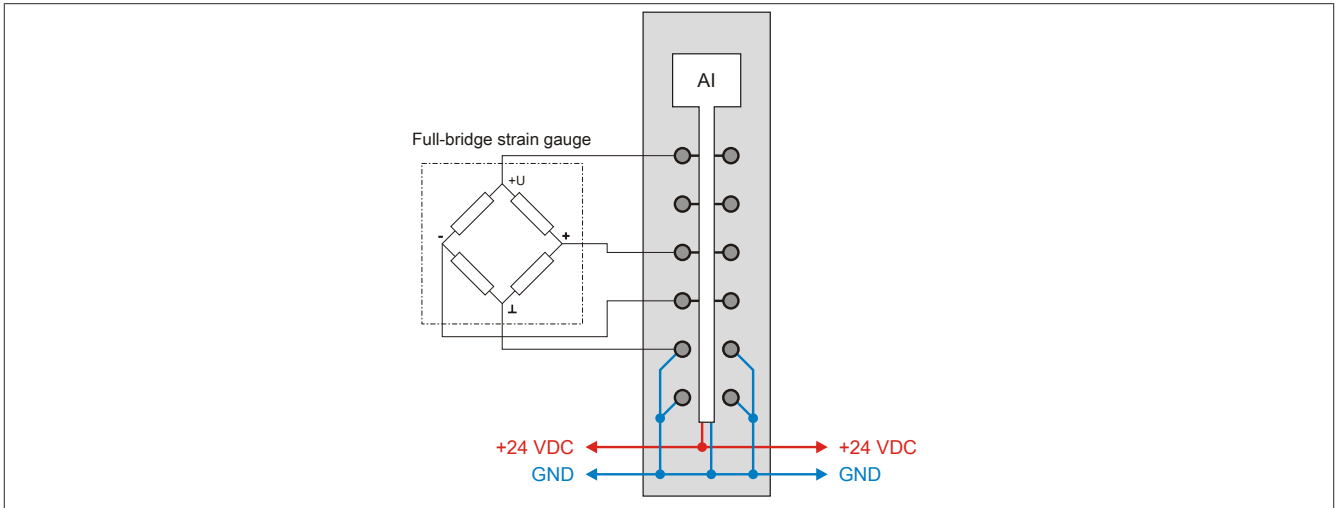 AI
Full-bridge strain gauge
+U
- +
⊥
+24 VDC +24 VDC
GND GND